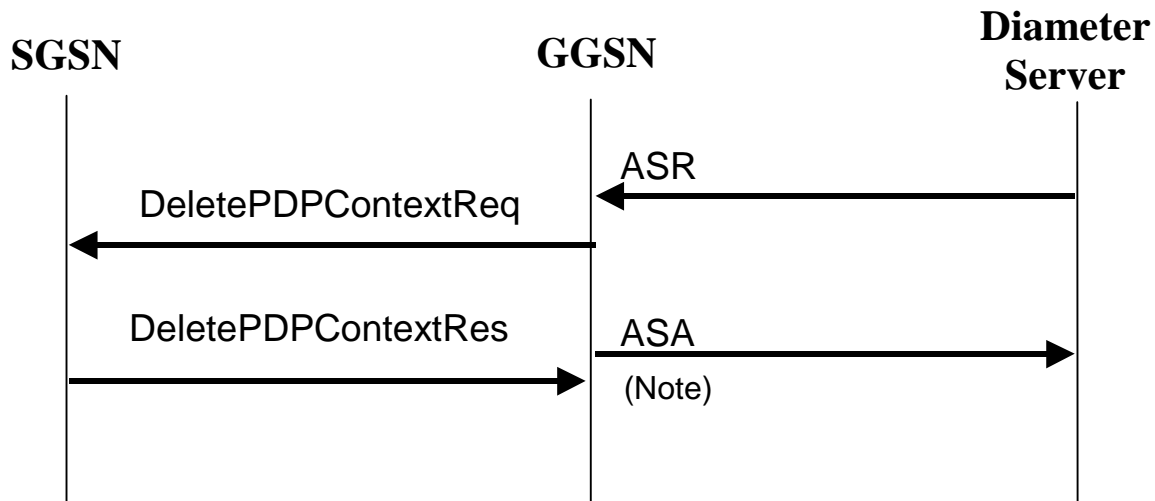 SGSN
GGSN
Diameter
Server
ASR
DeletePDPContextReq
DeletePDPContextRes
ASA
(Note)